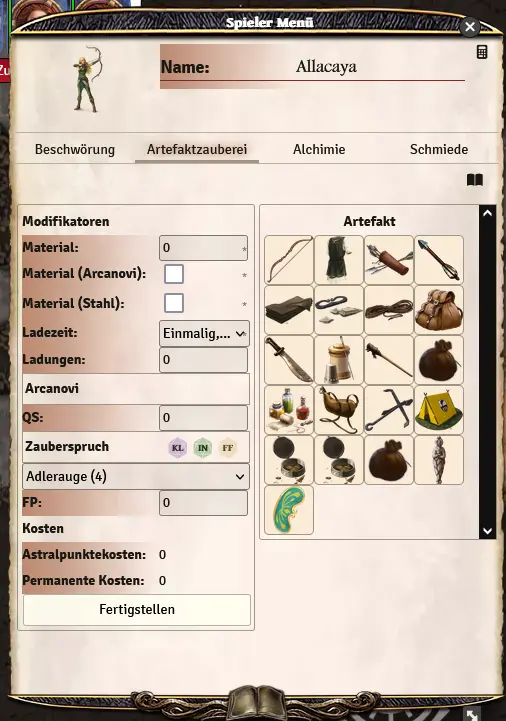 Spieler Menü
Zu
Name: Allacaya
Beschwörung Artefaktzauberei Alchimie Schmiede
Modifikatoren
Material: 0 *
Material (Arcanovi): *
Material (Stahl): *
Ladezeit: Einmalig,...
Ladungen: 0
Arcanovi
QS: 0
Zauberspruch KL IN FF
Adlerauge (4)
FP: 0
Kosten
Astralpunktekosten: 0
Permanente Kosten: 0
Fertigstellen
Artefakt